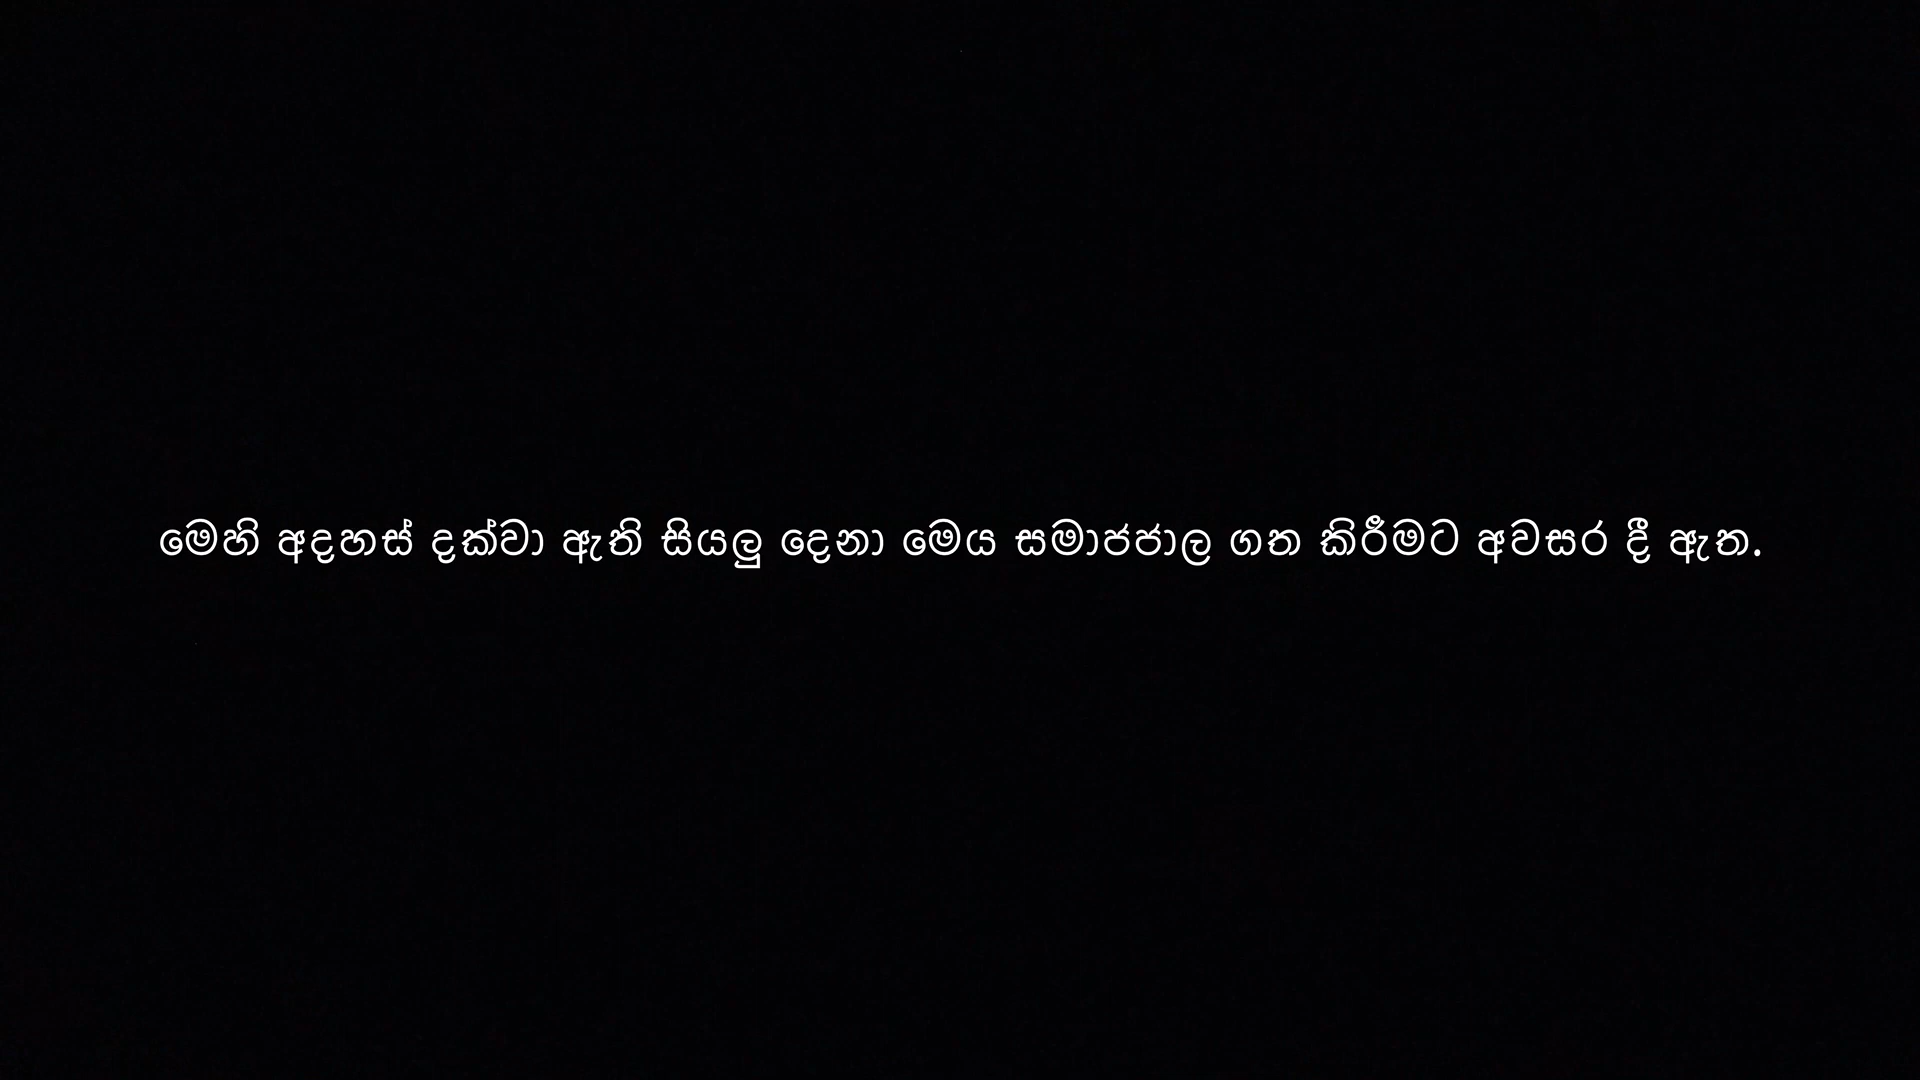 මෙහි අදහස් දක්වා ඇති සියලු දෙනා මෙය සමාජජාල ගත කිරීමට අවසර දී ඇත.